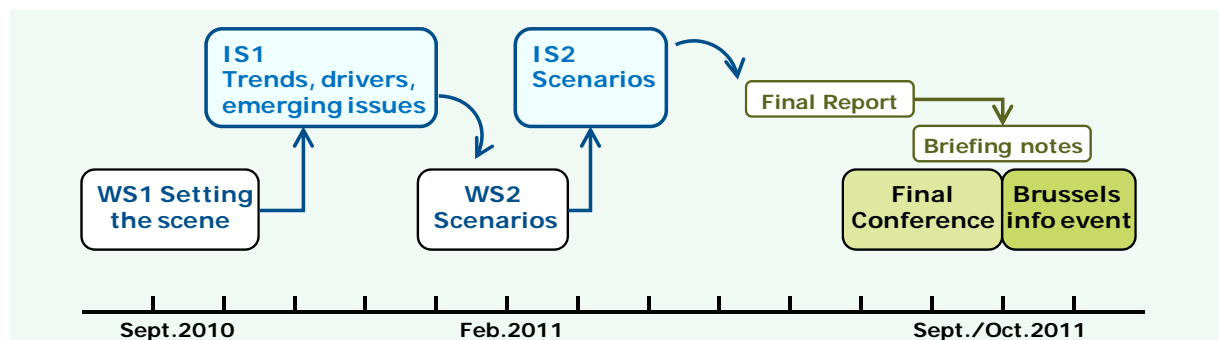 IS1
Trends, drivers,
emerging issues
IS2
Scenarios
Final Report
Briefing notes
WS1 Setting
the scene
WS2
Scenarios
Final
Conference
Brussels
info event
Sept.2010
Feb.2011
Sept./Oct.2011